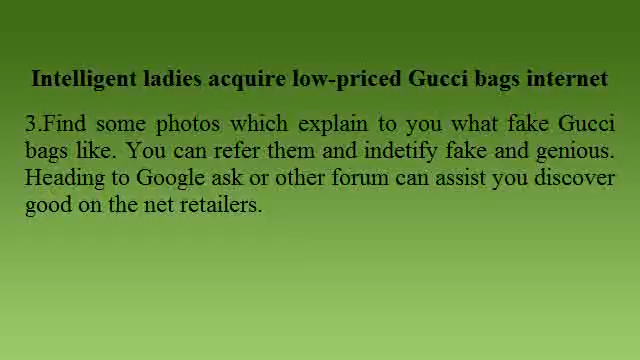 Intelligent ladies acquire low-priced Gucci bags internet
3.Find some photos which explain to you what fake Gucci
bags like. You can refer them and indetify fake and genious.
Heading to Google ask or other forum can assist you discover
good on the net retailers.